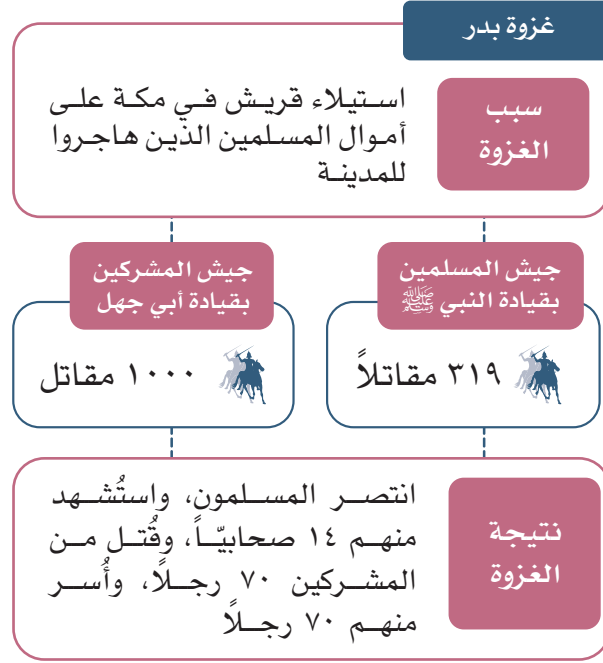 غزوة بدر
سبب
الغزوة
استيلاء قريش في مكة على
أموال المسلمين الذين هاجروا
للمدينة
جيش المسلمين
بقيادة النبي ﷺ
٣١٩ مقاتلاً
جيش المشركين
بقيادة أبي جهل
١٠٠٠ مقاتل
نتيجة
الغزوة
انتصر المسلمون، واستُشهد
منهم ١٤ صحابيّاً، وقُتل من
المشركين ٧٠ رجلاً، وأُسر
منهم ٧٠ رجلاً